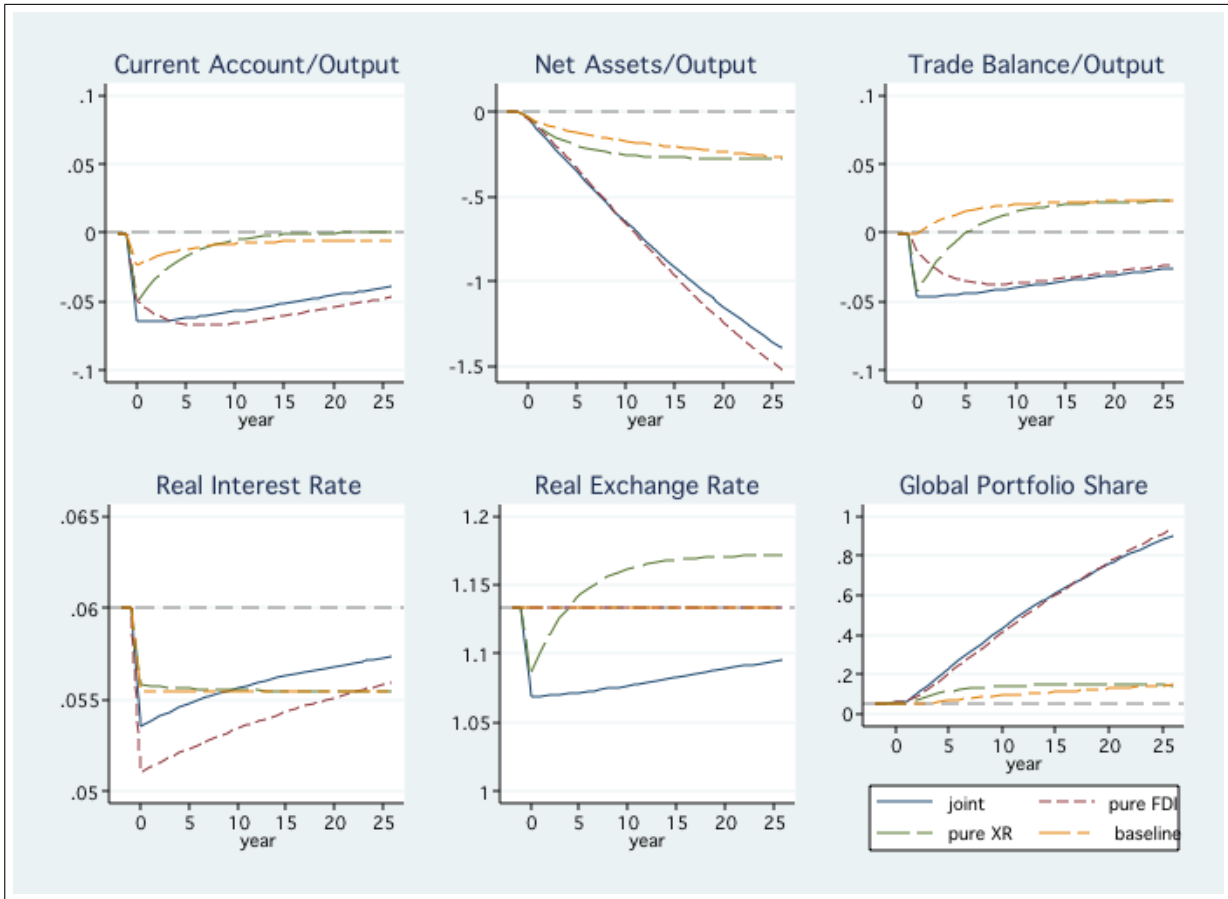 Current Account/Output
.1
.05
0
-.05
-.1
0 5 10 15 20 25
year
Net Assets/Output
0
-.5
-1
-1.5
0 5 10 15 20 25
year
Trade Balance/Output
.1
.05
0
-.05
-.1
0 5 10 15 20 25
year
Real Interest Rate
.065
.06
.055
.05
0 5 10 15 20 25
year
Real Exchange Rate
1.2
1.15
1.1
1.05
1
0 5 10 15 20 25
year
Global Portfolio Share
1
.8
.6
.4
.2
0
0 5 10 15 20 25
year
joint pure FDI
pure XR baseline